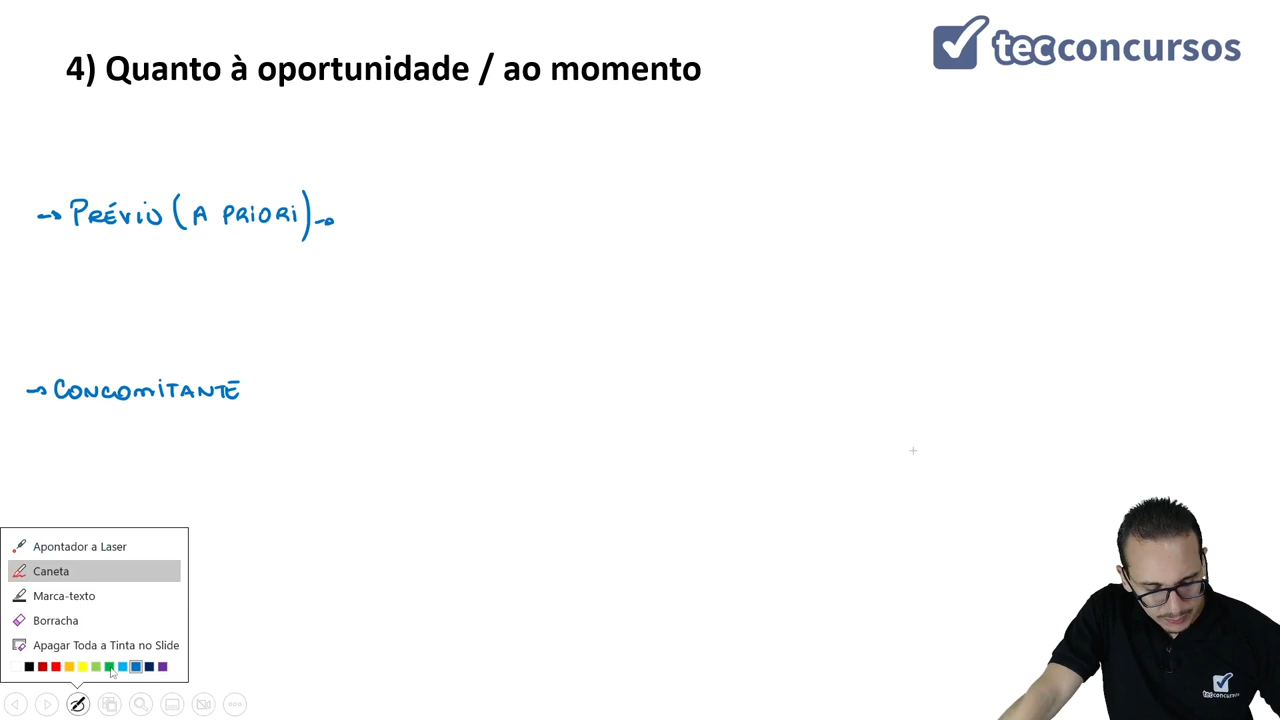 4) Quanto à oportunidade / ao momento
tecconcursos
→ PRÉVIO (A PRIORI) →
→ CONCOMITANTE
Apontador a Laser
Caneta
Marca-texto
Borracha
Apagar Toda a Tinta no Slide
tecconcursos